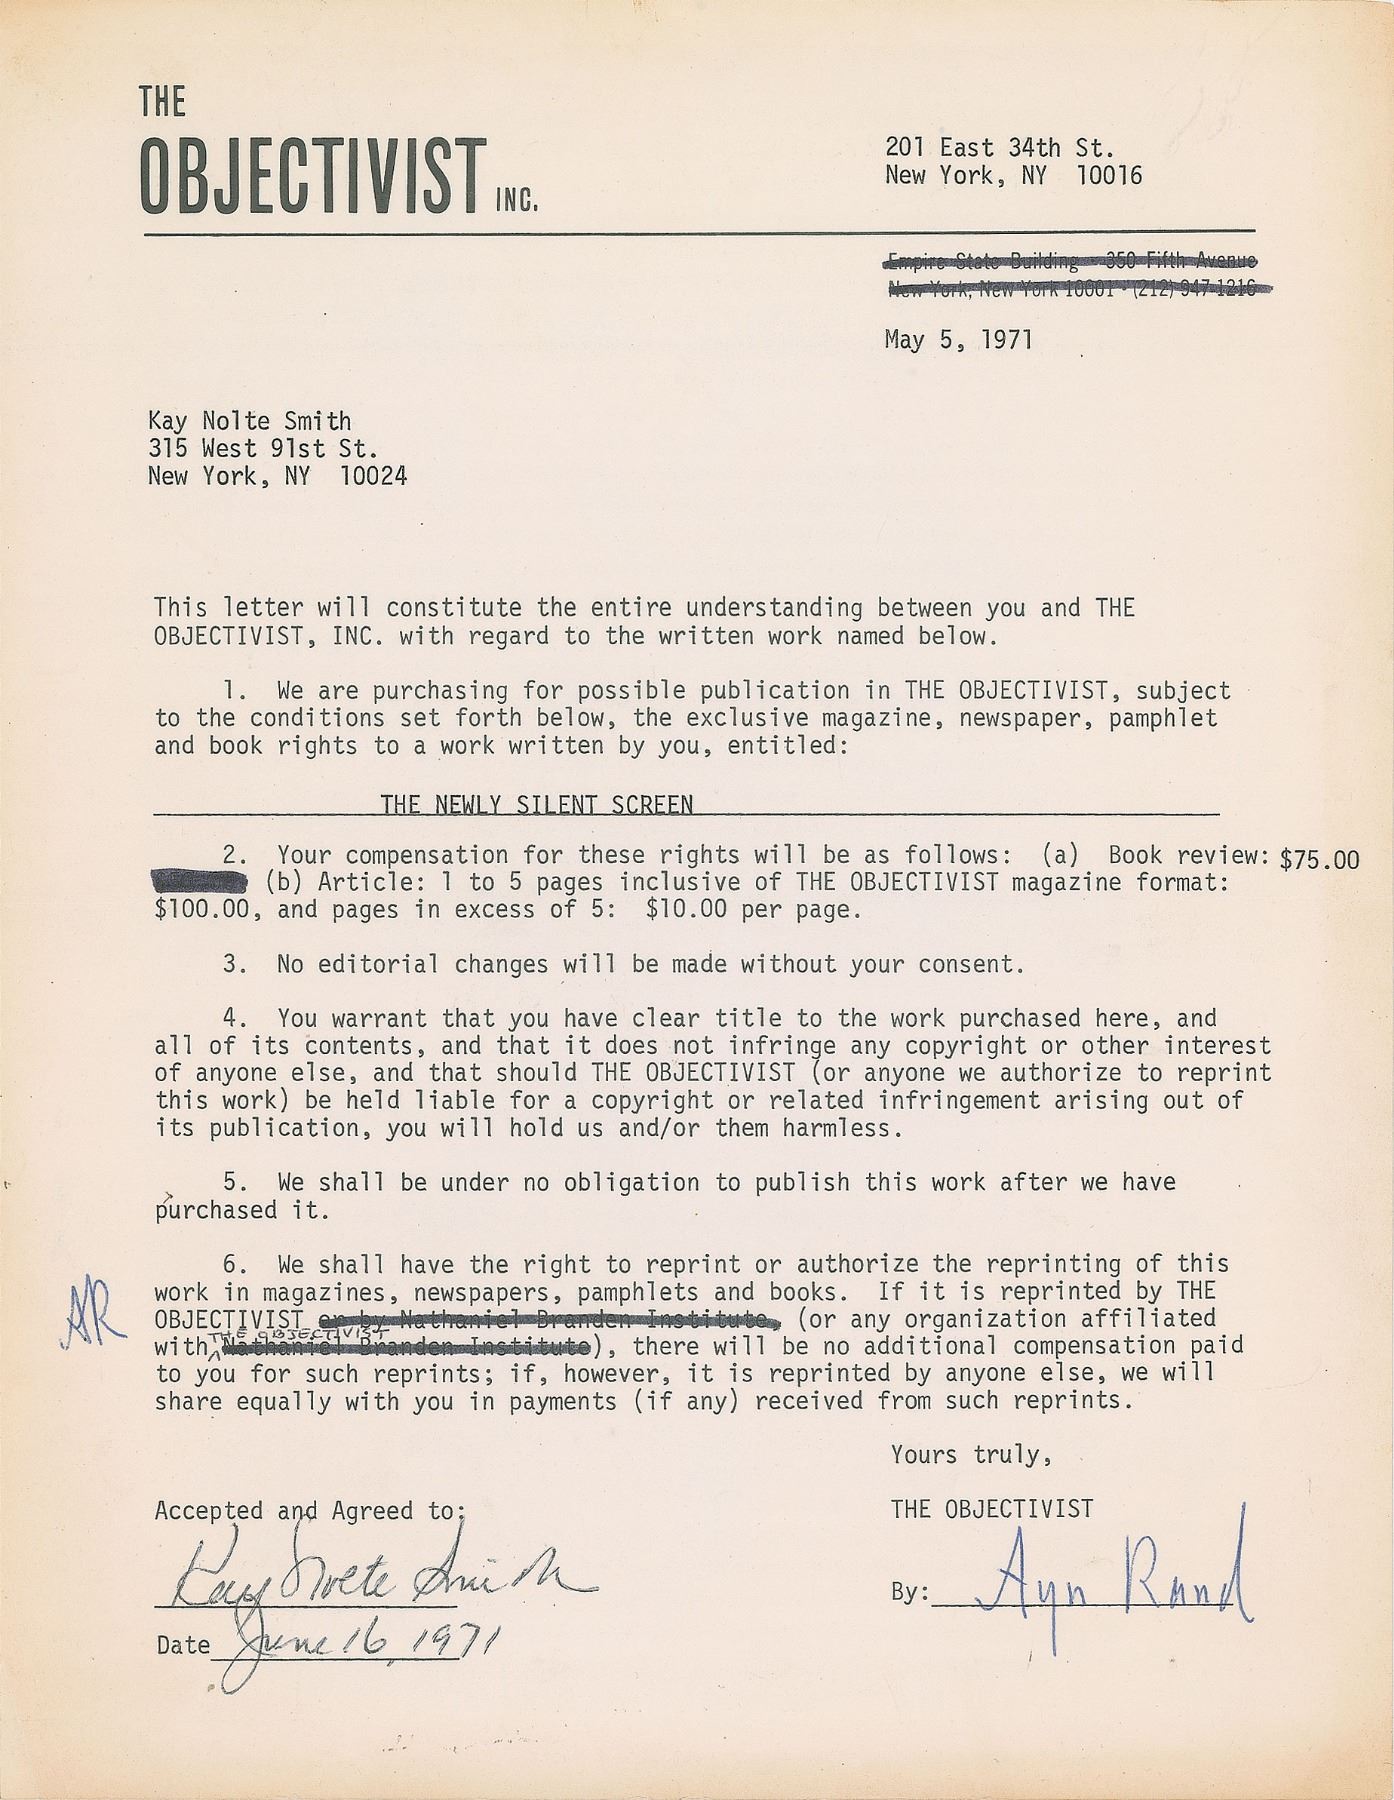 THE
OBJECTIVIST INC.
201 East 34th St.
New York, NY 10016
Empire State Building - 350 Fifth Avenue
New York, New York 10001 · (212) 947-1216
May 5, 1971
Kay Nolte Smith
315 West 91st St.
New York, NY 10024
This letter will constitute the entire understanding between you and THE
OBJECTIVIST, INC. with regard to the written work named below.
1. We are purchasing for possible publication in THE OBJECTIVIST, subject
to the conditions set forth below, the exclusive magazine, newspaper, pamphlet
and book rights to a work written by you, entitled:
THE NEWLY SILENT SCREEN
2. Your compensation for these rights will be as follows: (a) Book review: $75.00
(b) Article: 1 to 5 pages inclusive of THE OBJECTIVIST magazine format:
$100.00, and pages in excess of 5: $10.00 per page.
3. No editorial changes will be made without your consent.
4. You warrant that you have clear title to the work purchased here, and
all of its contents, and that it does not infringe any copyright or other interest
of anyone else, and that should THE OBJECTIVIST (or anyone we authorize to reprint
this work) be held liable for a copyright or related infringement arising out of
its publication, you will hold us and/or them harmless.
5. We shall be under no obligation to publish this work after we have
purchased it.
6. We shall have the right to reprint or authorize the reprinting of this
work in magazines, newspapers, pamphlets and books. If it is reprinted by THE
AR
OBJECTIVIST or by Nathaniel Branden Institute, (or any organization affiliated
THE OBJECTIVIST
with Nathaniel Branden Institute), there will be no additional compensation paid
to you for such reprints; if, however, it is reprinted by anyone else, we will
share equally with you in payments (if any) received from such reprints.
Yours truly,
Accepted and Agreed to:
THE OBJECTIVIST
Kay Nolte Smith
By: Ayn Rand
Date June 16, 1971